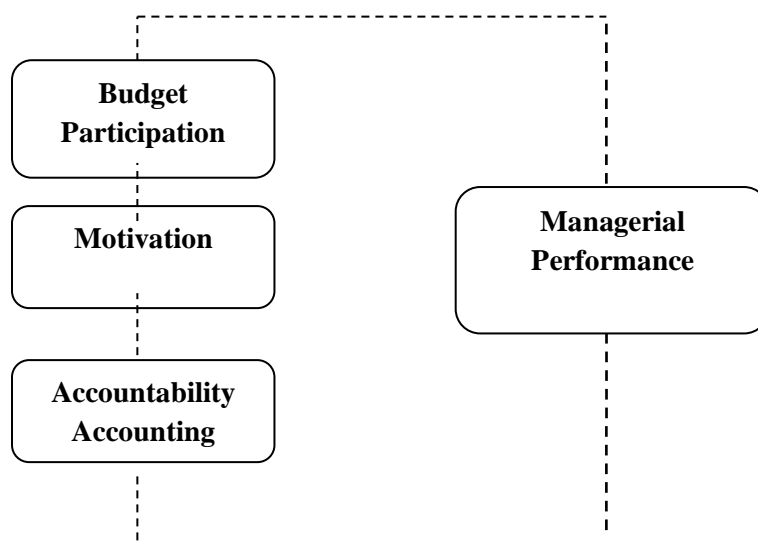 Budget
Participation
Motivation
Managerial
Performance
Accountability
Accounting